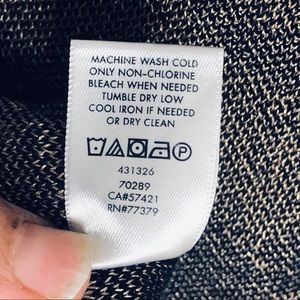 MACHINE WASH COLD
ONLY NON-CHLORINE
BLEACH WHEN NEEDED
TUMBLE DRY LOW
COOL IRON IF NEEDED
OR DRY CLEAN
P
431326
70289
CA#57421
RN#77379